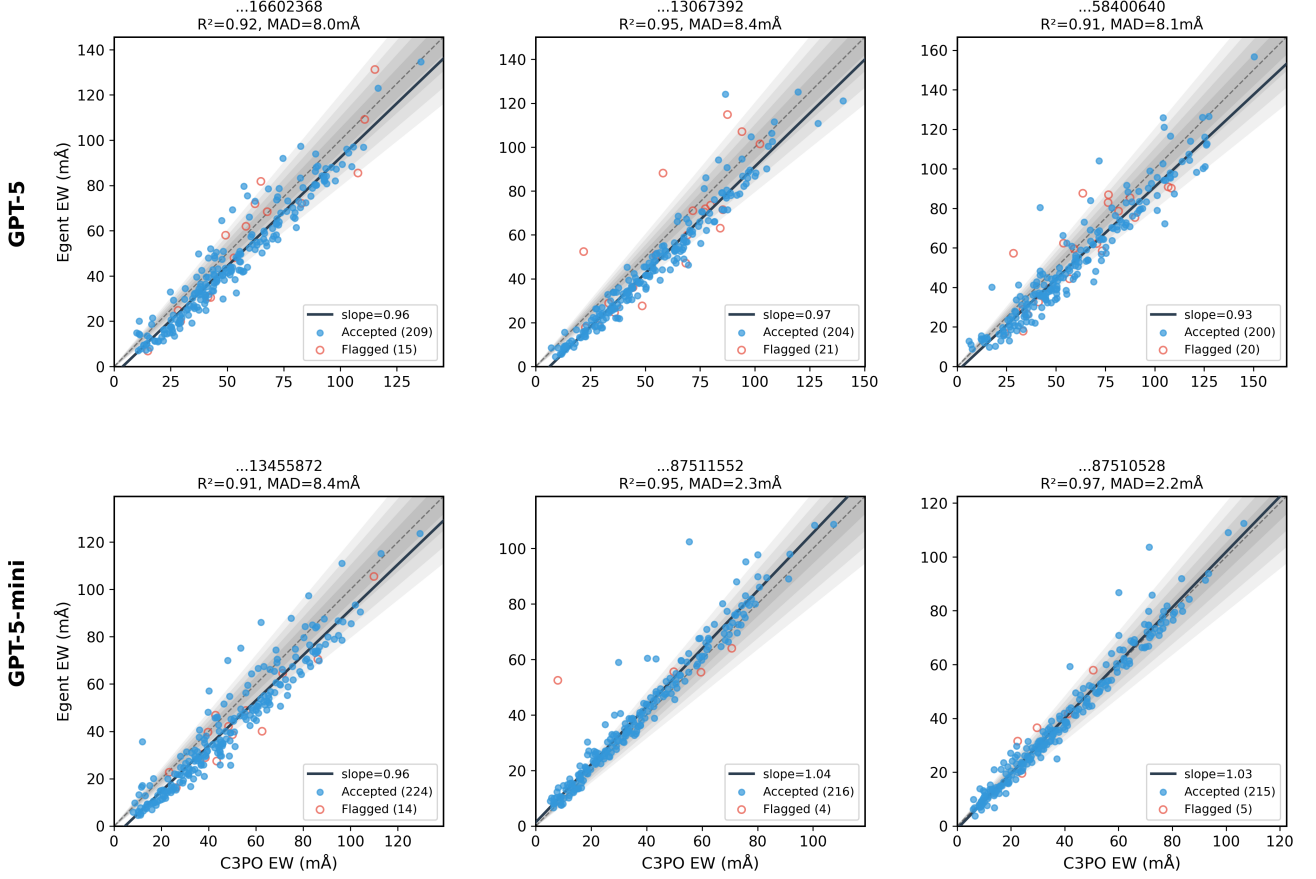 ...16602368
R²=0.92, MAD=8.0mÅ
...13067392
R²=0.95, MAD=8.4mÅ
...58400640
R²=0.91, MAD=8.1mÅ
GPT-5
Egent EW (mÅ)
0
20
40
60
80
100
120
140
0
25
50
75
100
125
slope=0.96
Accepted (209)
Flagged (15)
0
20
40
60
80
100
120
140
0
25
50
75
100
125
150
slope=0.97
Accepted (204)
Flagged (21)
0
20
40
60
80
100
120
140
160
0
25
50
75
100
125
150
slope=0.93
Accepted (200)
Flagged (20)
...13455872
R²=0.91, MAD=8.4mÅ
...87511552
R²=0.95, MAD=2.3mÅ
...87510528
R²=0.97, MAD=2.2mÅ
GPT-5-mini
Egent EW (mÅ)
0
20
40
60
80
100
120
0
20
40
60
80
100
120
slope=0.96
Accepted (224)
Flagged (14)
C3PO EW (mÅ)
0
20
40
60
80
100
0
20
40
60
80
100
slope=1.04
Accepted (216)
Flagged (4)
C3PO EW (mÅ)
0
20
40
60
80
100
120
0
20
40
60
80
100
120
slope=1.03
Accepted (215)
Flagged (5)
C3PO EW (mÅ)